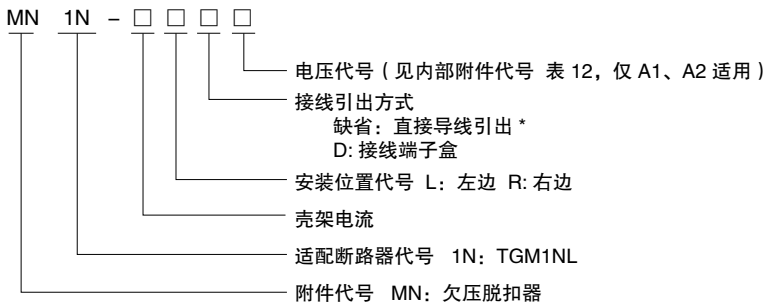 MN 1N – □ □ □ □
电压代号（见内部附件代号 表 12，仅 A1、A2 适用）
接线引出方式
缺省：直接导线引出 *
D: 接线端子盒
安装位置代号 L：左边 R: 右边
壳架电流
适配断路器代号 1N：TGM1NL
附件代号 MN：欠压脱扣器